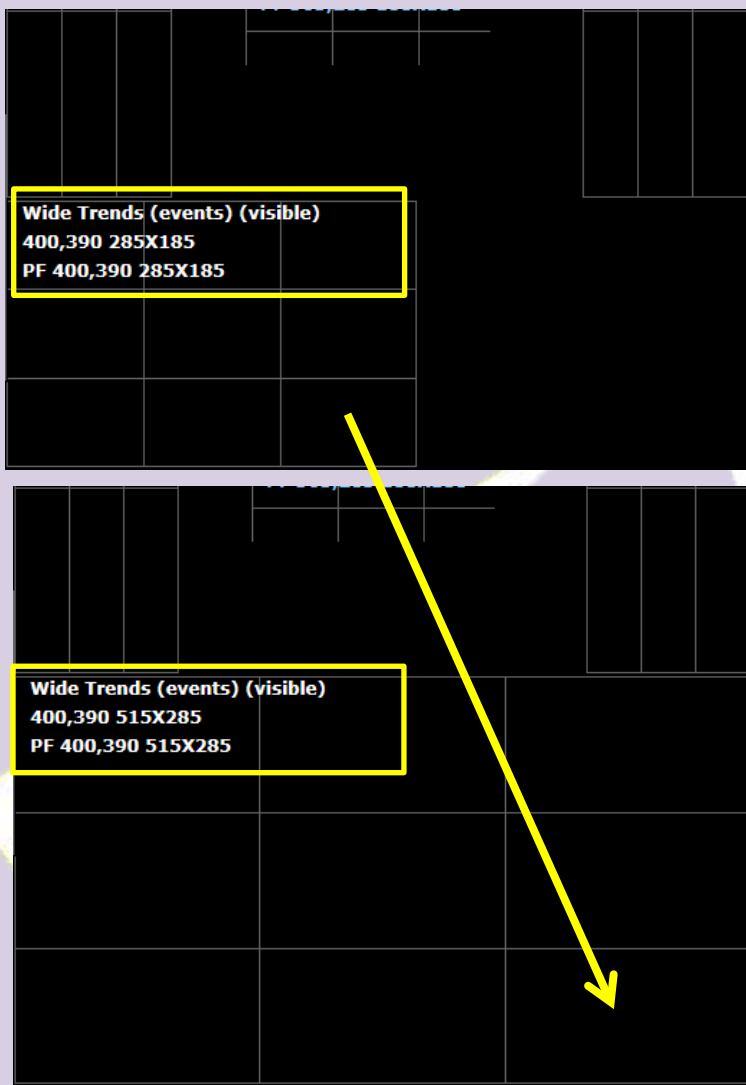 Wide Trends (events) (visible)
400,390 285X185
PF 400,390 285X185
Wide Trends (events) (visible)
400,390 515X285
PF 400,390 515X285